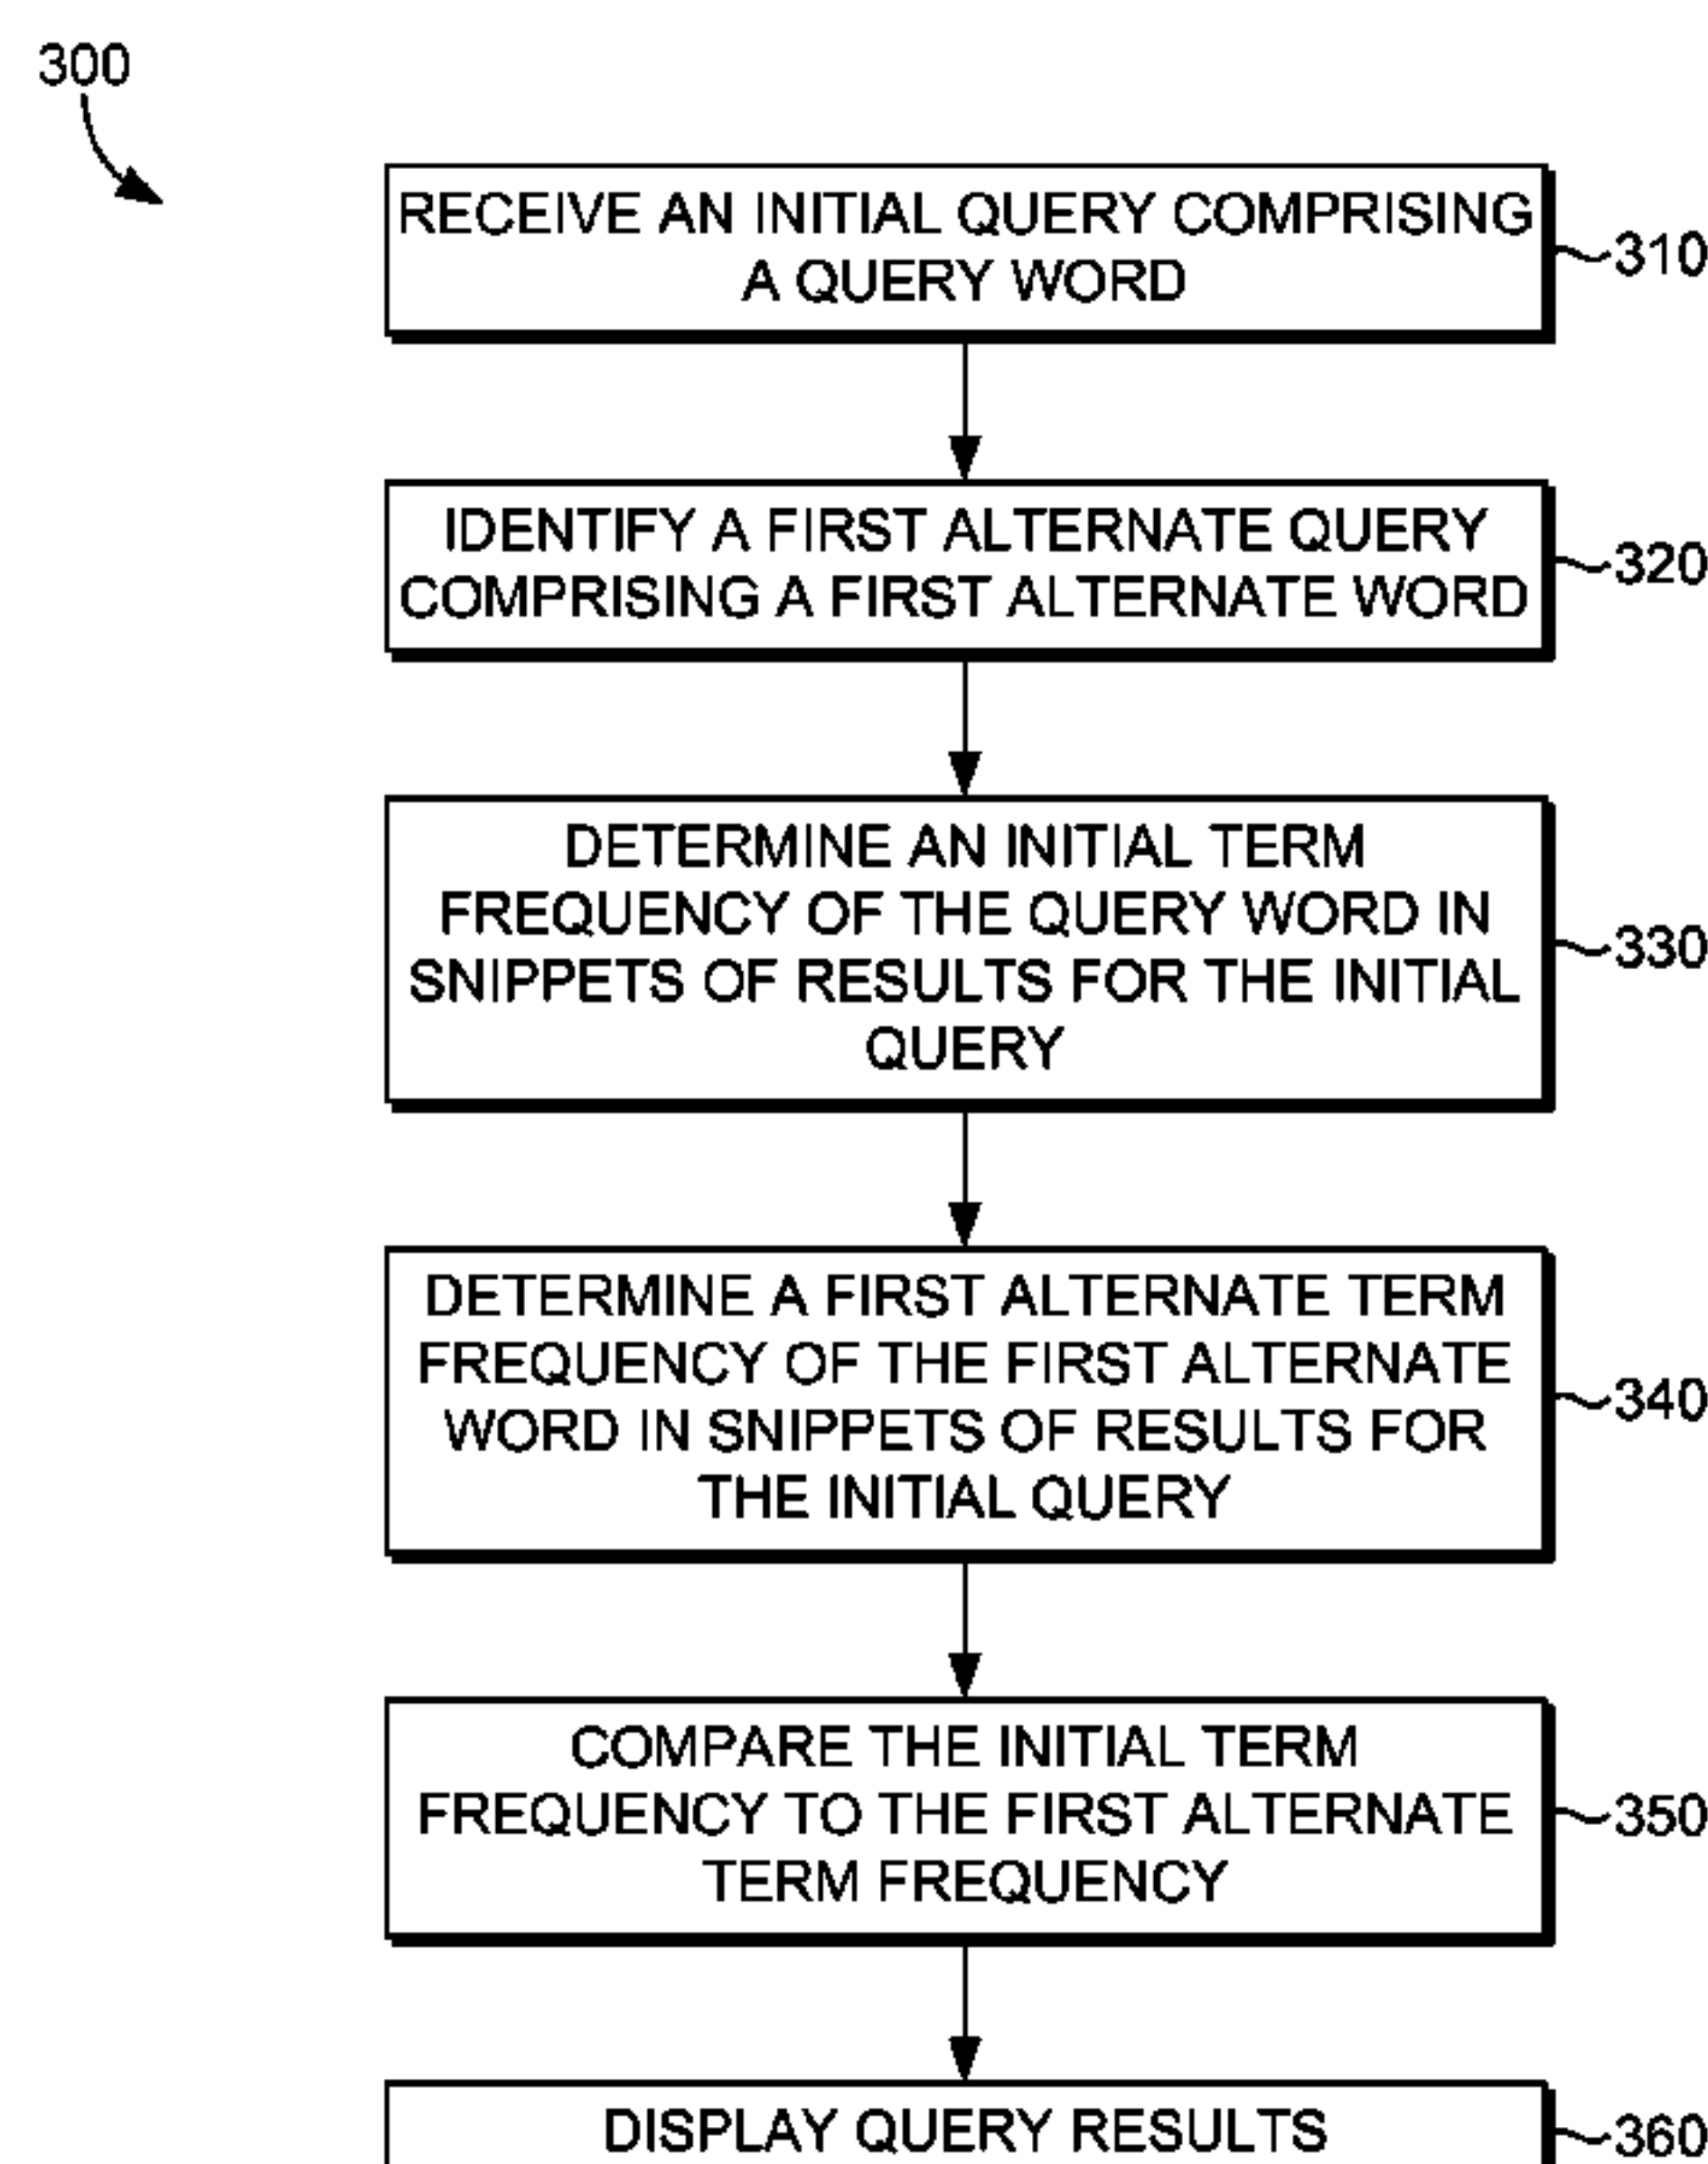 300
RECEIVE AN INITIAL QUERY COMPRISING
A QUERY WORD
310
IDENTIFY A FIRST ALTERNATE QUERY
COMPRISING A FIRST ALTERNATE WORD
320
DETERMINE AN INITIAL TERM
FREQUENCY OF THE QUERY WORD IN
SNIPPETS OF RESULTS FOR THE INITIAL
QUERY
330
DETERMINE A FIRST ALTERNATE TERM
FREQUENCY OF THE FIRST ALTERNATE
WORD IN SNIPPETS OF RESULTS FOR
THE INITIAL QUERY
340
COMPARE THE INITIAL TERM
FREQUENCY TO THE FIRST ALTERNATE
TERM FREQUENCY
350
DISPLAY QUERY RESULTS
360